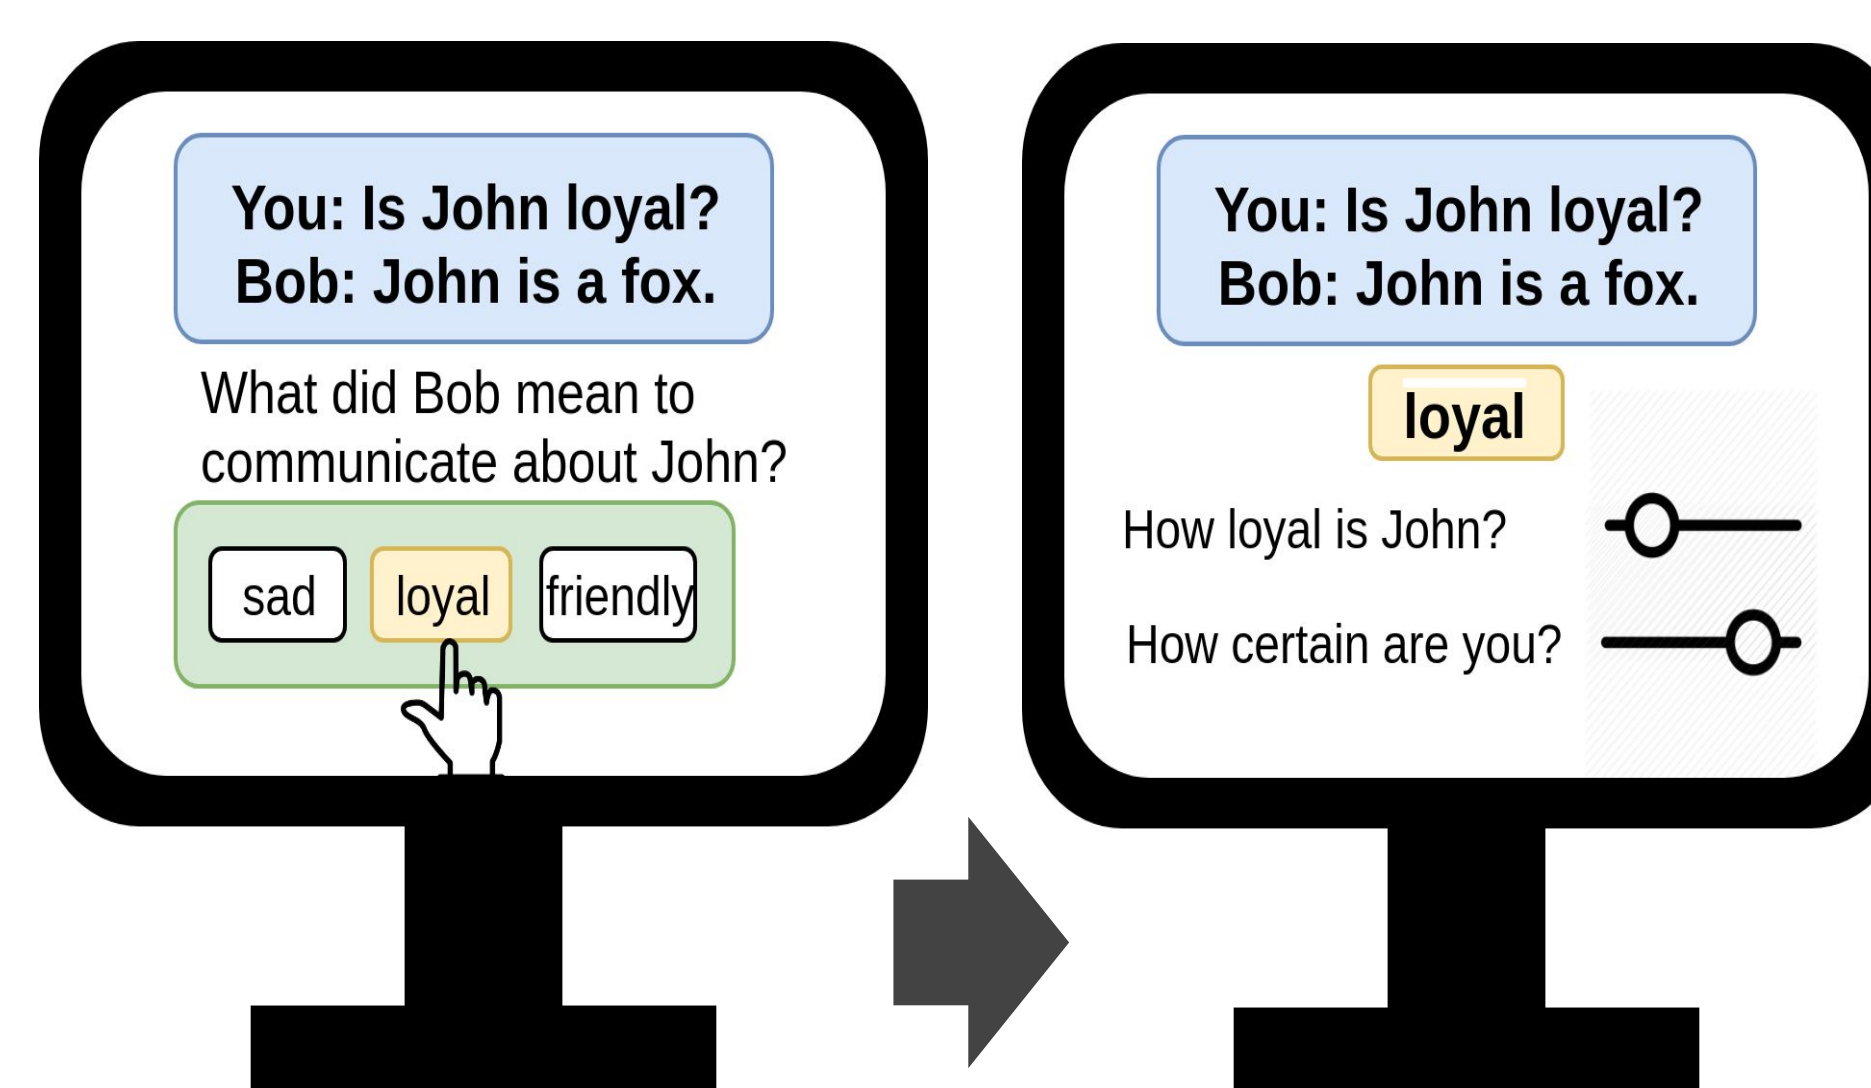 You: Is John loyal?
Bob: John is a fox.
What did Bob mean to
communicate about John?
sad
loyal
friendly
You: Is John loyal?
Bob: John is a fox.
loyal
How loyal is John?
How certain are you?